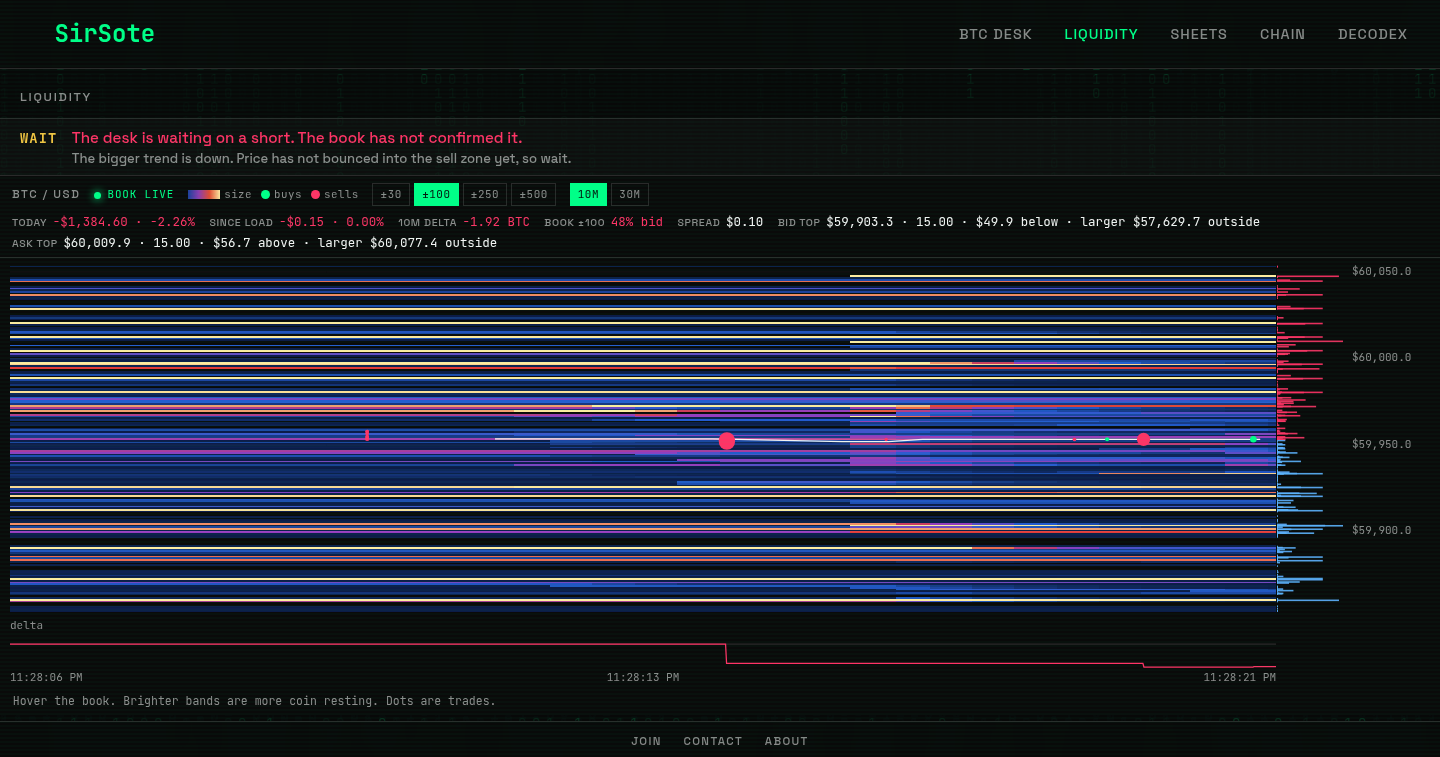 SirSote
BTC DESK LIQUIDITY SHEETS CHAIN DECODEX
LIQUIDITY
WAIT The desk is waiting on a short. The book has not confirmed it.
The bigger trend is down. Price has not bounced into the sell zone yet, so wait.
BTC / USD BOOK LIVE size buys sells ±30 ±100 ±250 ±500 10M 30M
TODAY -$1,384.60 · -2.26% SINCE LOAD -$0.15 · 0.00% 10M DELTA -1.92 BTC BOOK ±100 48% bid SPREAD $0.10 BID TOP $59,903.3 · 15.00 · $49.9 below · larger $57,629.7 outside
ASK TOP $60,009.9 · 15.00 · $56.7 above · larger $60,077.4 outside
$60,050.0
$60,000.0
$59,950.0
$59,900.0
delta
11:28:06 PM 11:28:13 PM 11:28:21 PM
Hover the book. Brighter bands are more coin resting. Dots are trades.
JOIN CONTACT ABOUT